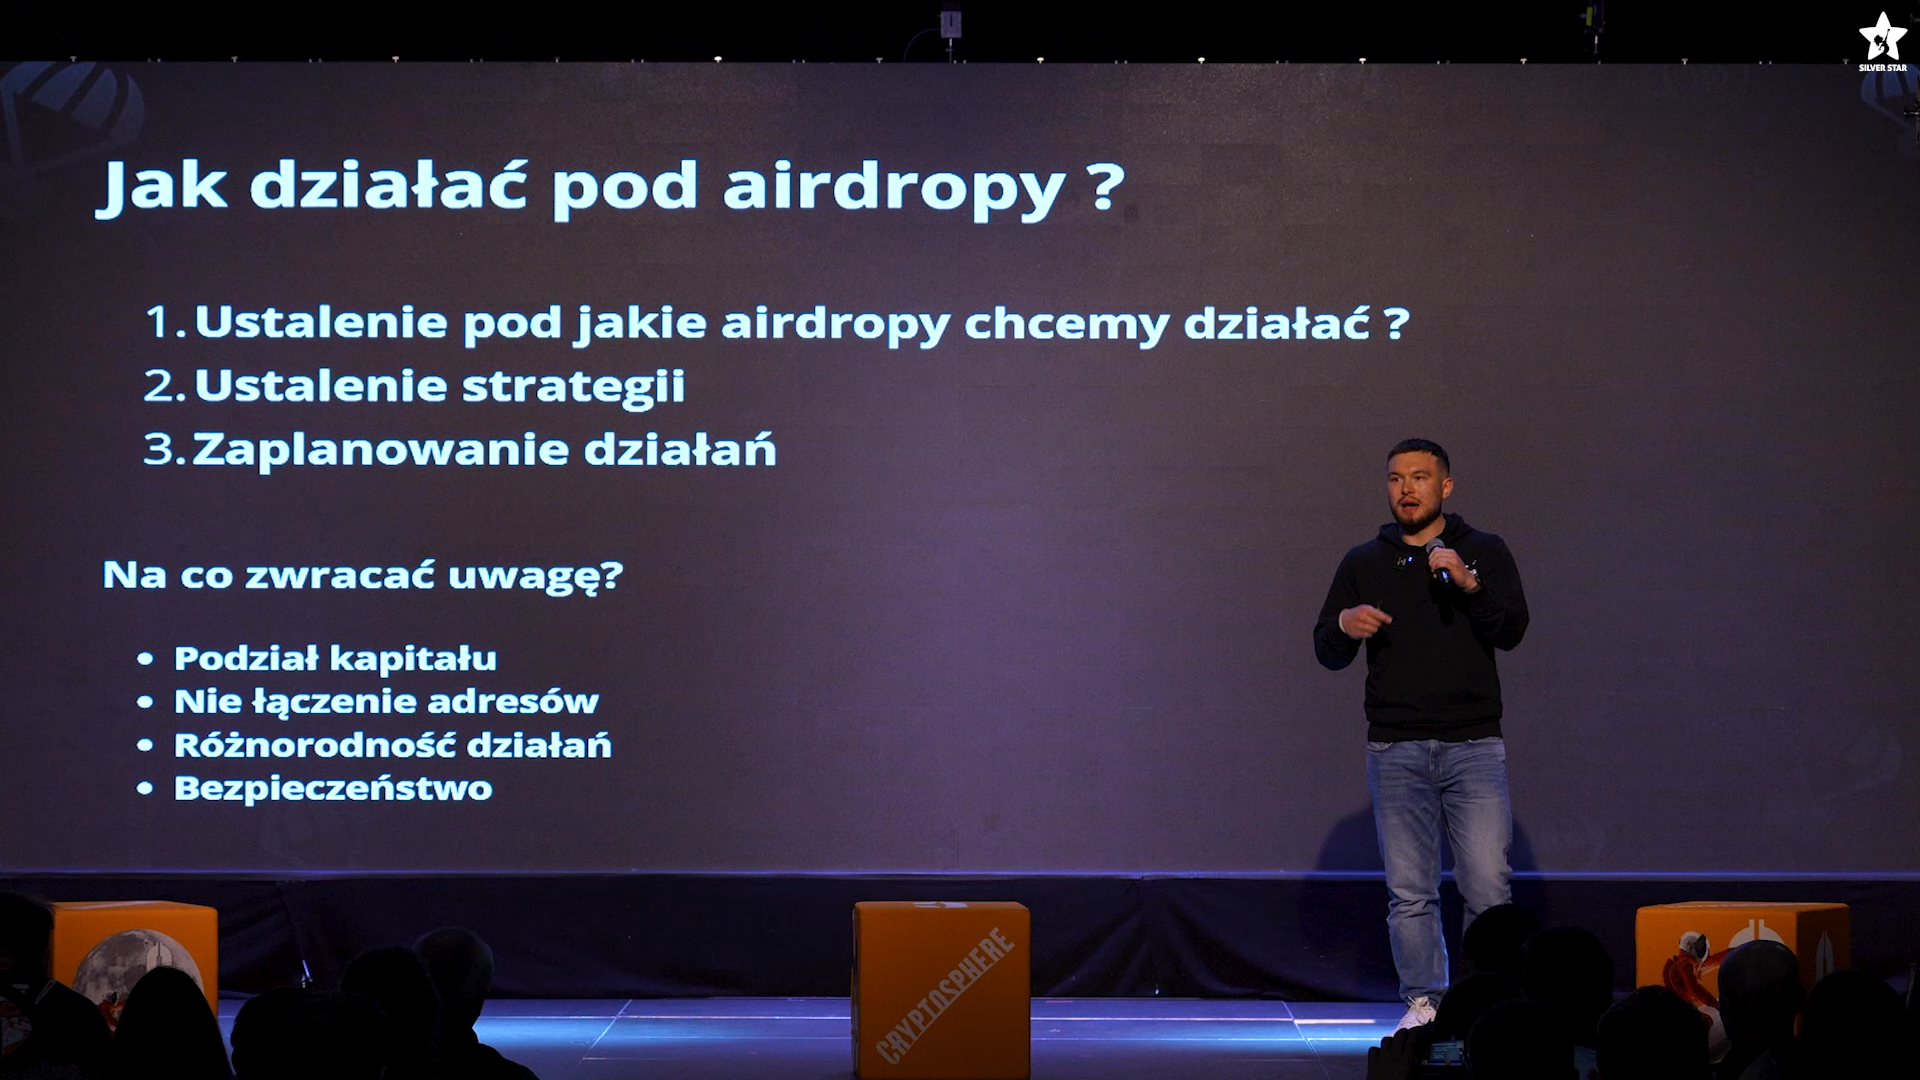 SILVER STAR
Jak działać pod airdropy ?
1. Ustalenie pod jakie airdropy chcemy działać ?
2. Ustalenie strategii
3. Zaplanowanie działań
Na co zwracać uwagę?
• Podział kapitału
• Nie łączenie adresów
• Różnorodność działań
• Bezpieczeństwo
CRYPTOSPHERE